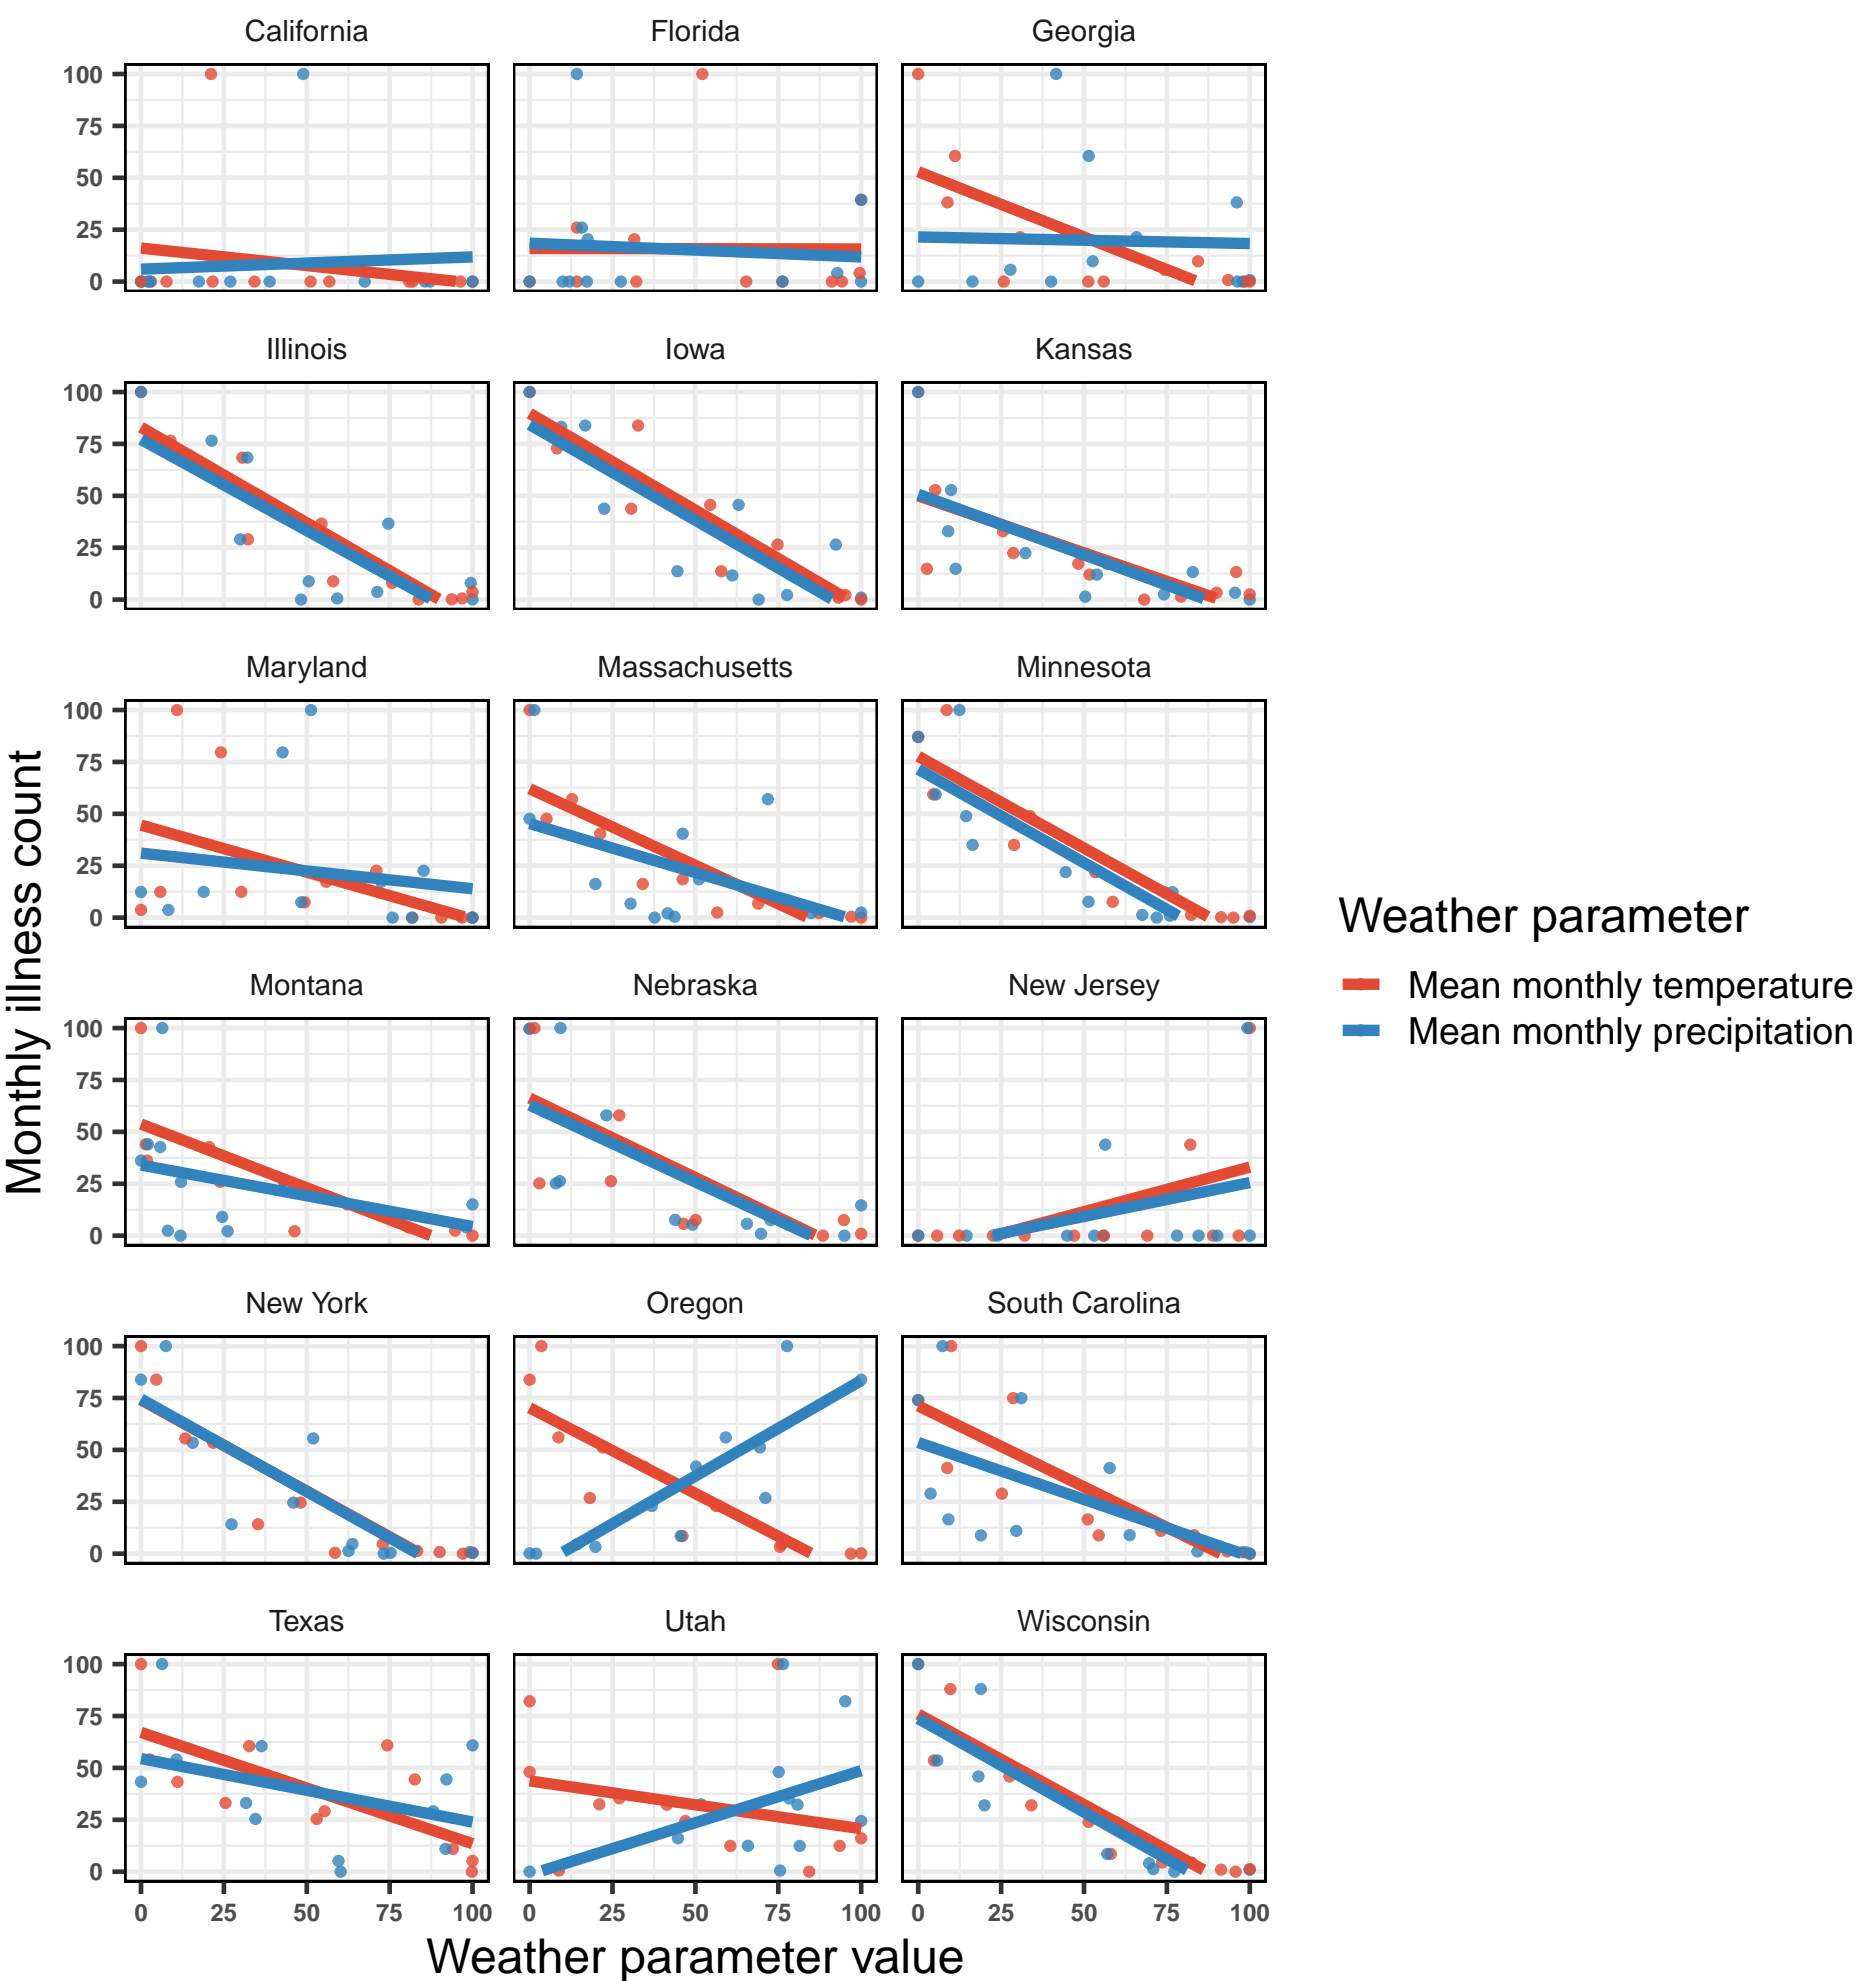 California Florida Georgia
100
75
50
25
0
Illinois Iowa Kansas
100
75
50
25
0
Maryland Massachusetts Minnesota
100
75
50
25
0
Montana Nebraska New Jersey
100
75
50
25
0
New York Oregon South Carolina
100
75
50
25
0
Texas Utah Wisconsin
100
75
50
25
0
0 25 50 75 100 0 25 50 75 100 0 25 50 75 100
Weather parameter value
Monthly illness count
Weather parameter
Mean monthly temperature
Mean monthly precipitation